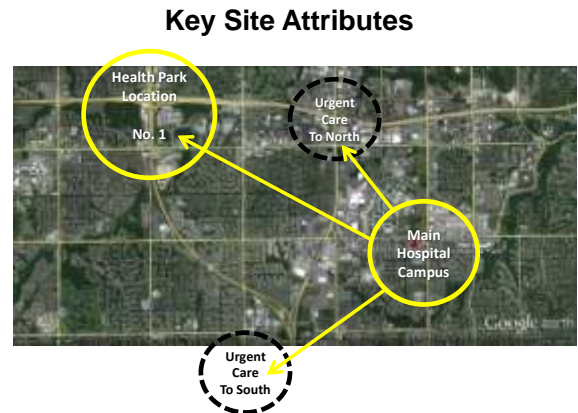 Key Site Attributes
Health Park
Location
No. 1
Urgent
Care
To North
Main
Hospital
Campus
Google earth
Urgent
Care
To South